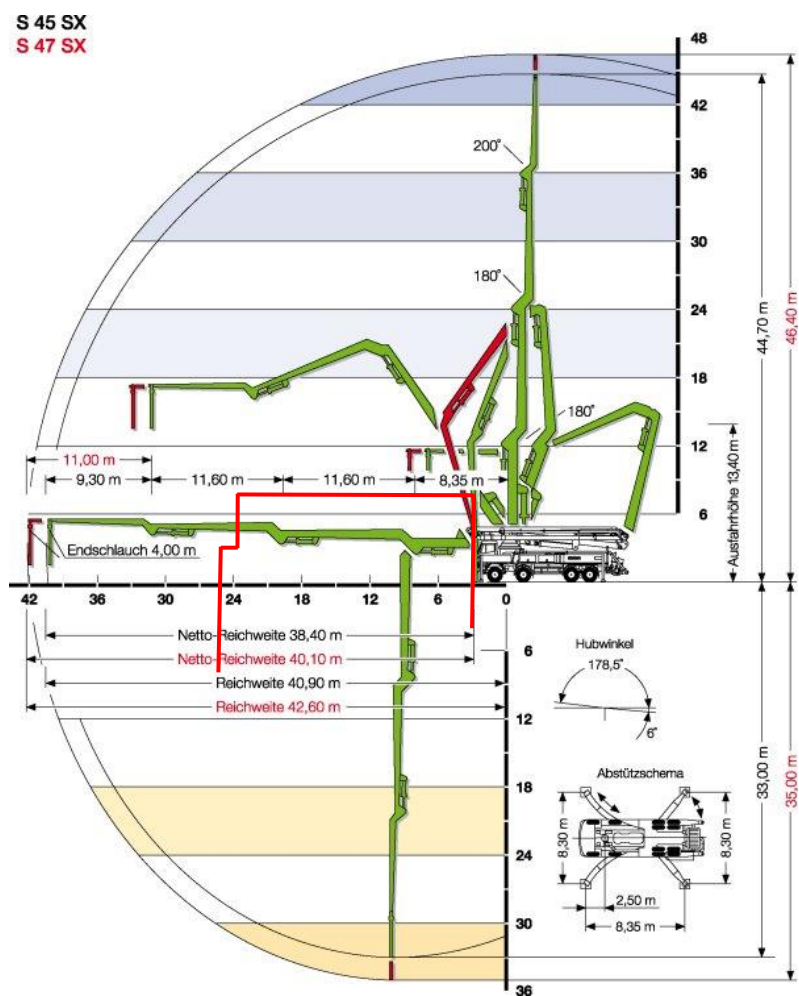 S 45 SX
S 47 SX
48
42
200°
36
30
180°
24
18
180°
12
11,00 m
9,30 m
11,60 m
11,60 m
8,35 m
6
Endschlauch 4,00 m
Ausfahrhöhe 13,40 m
44,70 m
46,40 m
42
36
30
24
18
12
6
0
Netto-Reichweite 38,40 m
Netto-Reichweite 40,10 m
Reichweite 40,90 m
Reichweite 42,60 m
6
12
18
24
30
36
Hubwinkel
178,5°
6°
Abstützschema
8,30 m
8,30 m
2,50 m
8,35 m
33,00 m
35,00 m